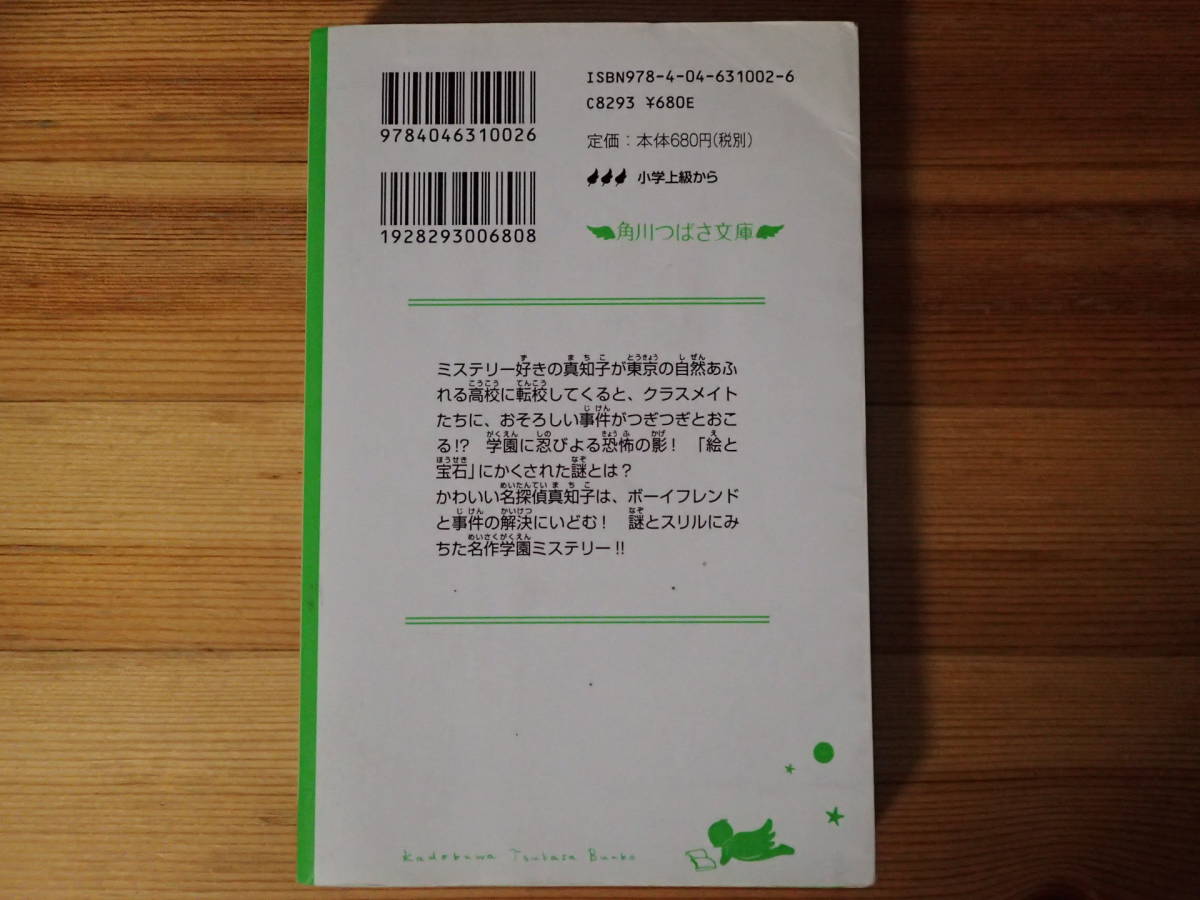 9784046310026
1928293006808
ISBN978-4-04-631002-6
C8293 ¥680E
定価：本体680円(税別)
小学上級から
角川つばさ文庫
ミステリー好きの真知子が東京の自然あふ
れる高校に転校してくると、クラスメイト
たちに、おそろしい事件がつぎつぎとおこ
る!?　学園に忍びよる恐怖の影！　「絵と
宝石」にかくされた謎とは？
かわいい名探偵真知子は、ボーイフレンド
と事件の解決にいどむ！　謎とスリルにみ
ちた名作学園ミステリー!!
Kadokawa Tsubasa Bunko